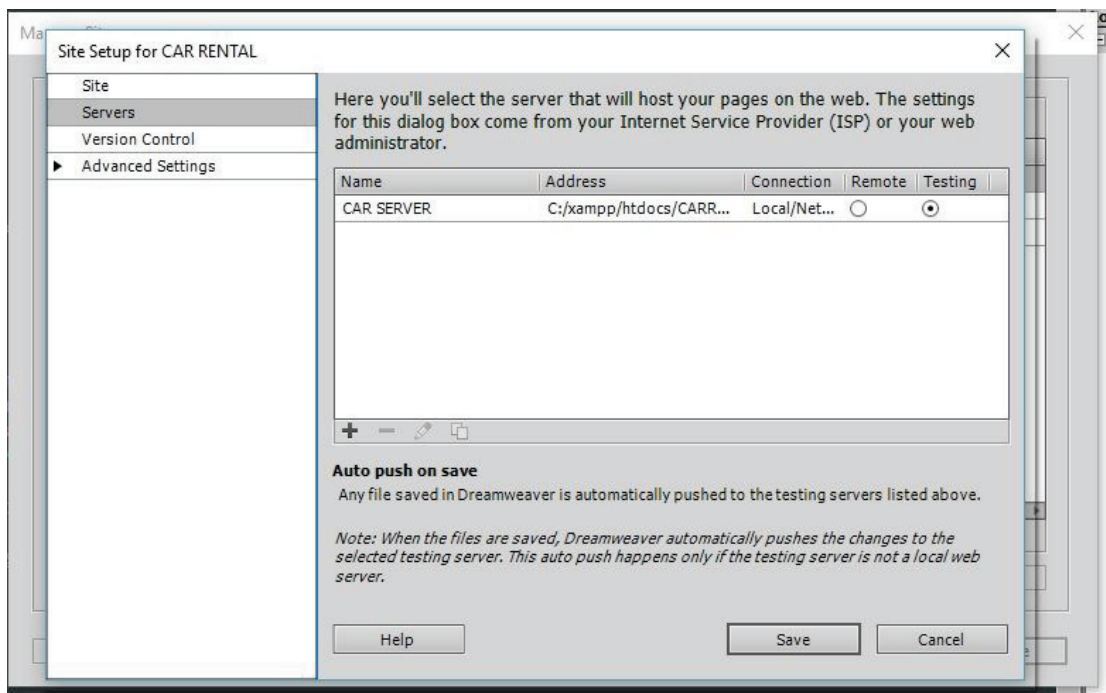 Ma
Site Setup for CAR RENTAL
Site
Servers
Version Control
Advanced Settings
Here you'll select the server that will host your pages on the web. The settings
for this dialog box come from your Internet Service Provider (ISP) or your web
administrator.
Name Address Connection Remote Testing
CAR SERVER C:/xampp/htdocs/CARR... Local/Net...
Auto push on save
Any file saved in Dreamweaver is automatically pushed to the testing servers listed above.
Note: When the files are saved, Dreamweaver automatically pushes the changes to the
selected testing server. This auto push happens only if the testing server is not a local web
server.
Help Save Cancel